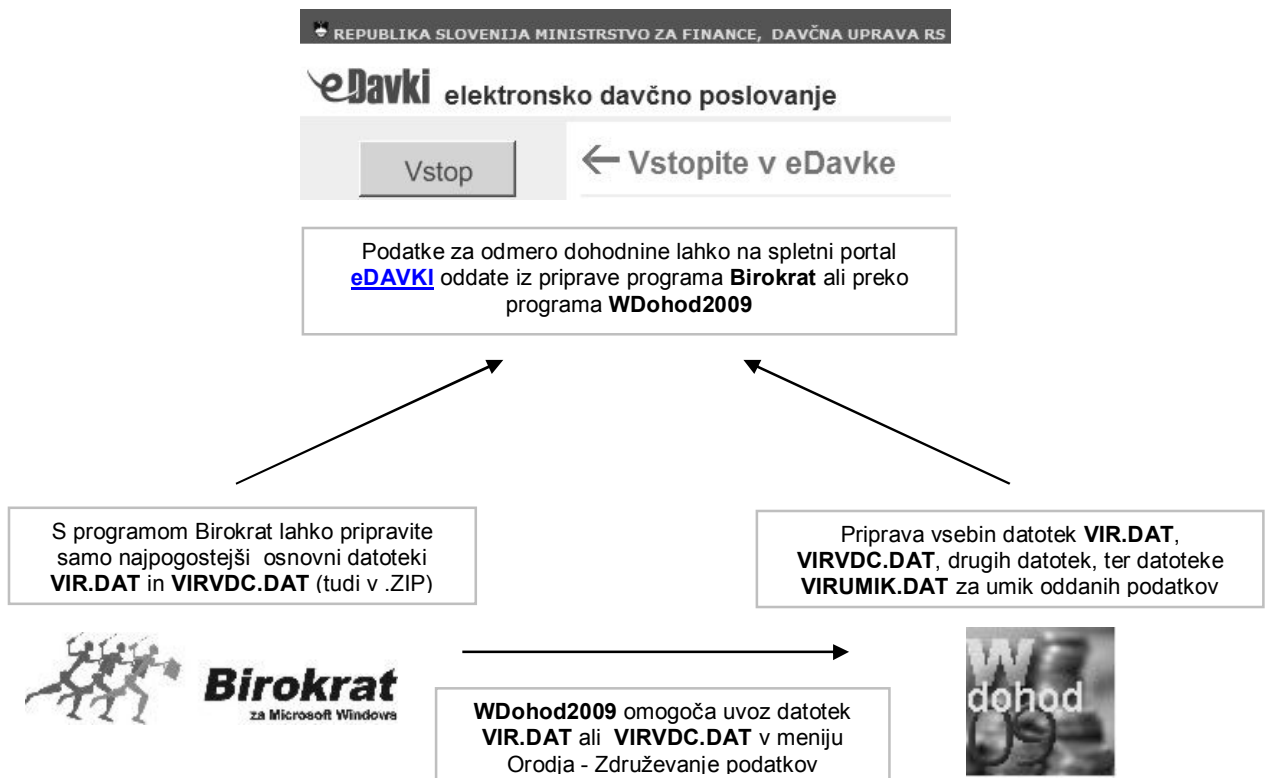 REPUBLIKA SLOVENIJA MINISTRSTVO ZA FINANCE, DAVČNA UPRAVA RS
eDavki elektronsko davčno poslovanje
Vstop
Vstopite v eDavke
Podatke za odmero dohodnine lahko na spletni portal
eDAVKI oddate iz priprave programa Birokrat ali preko
programa WDohod2009
S programom Birokrat lahko pripravite
samo najpogostejši osnovni datoteki
VIR.DAT in VIRVDC.DAT (tudi v .ZIP)
Priprava vsebin datotek VIR.DAT,
VIRVDC.DAT, drugih datotek, ter datoteke
VIRUMIK.DAT za umik oddanih podatkov
Birokrat
za Microsoft Windows
WDohod2009 omogoča uvoz datotek
VIR.DAT ali VIRVDC.DAT v meniju
Orodja - Združevanje podatkov
W
dohod
09